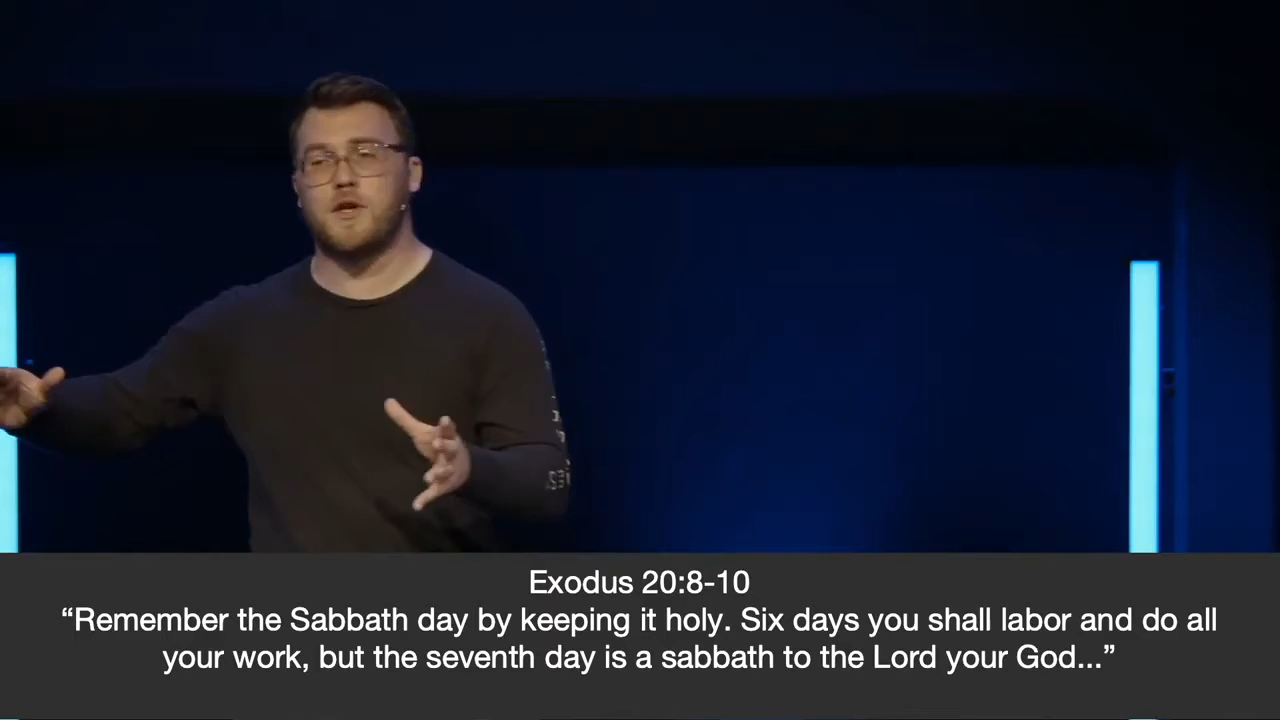 Exodus 20:8-10
“Remember the Sabbath day by keeping it holy. Six days you shall labor and do all
your work, but the seventh day is a sabbath to the Lord your God...”